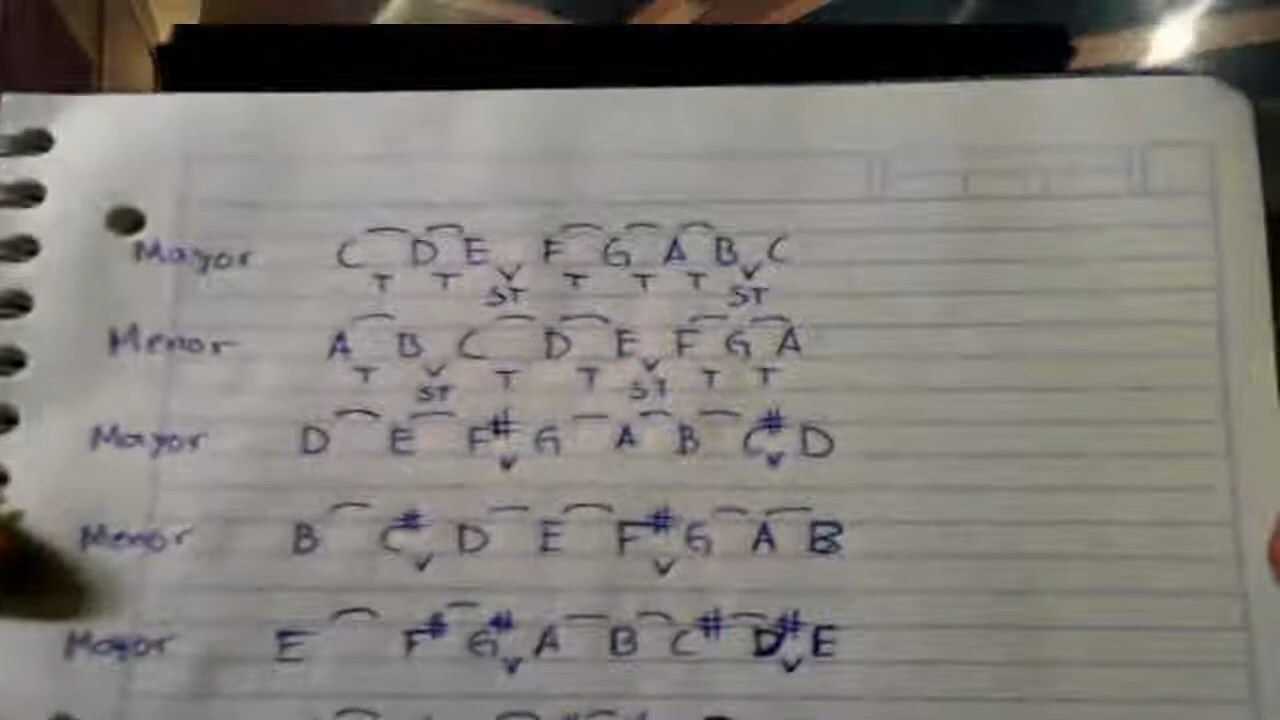 Mayor C D E F G A B C
T T ST T T T ST
Menor A B C D E F G A
T ST T T ST T T
Mayor D E F# G A B C# D
Menor B C# D E F# G A B
Mayor E F# G# A B C# D# E